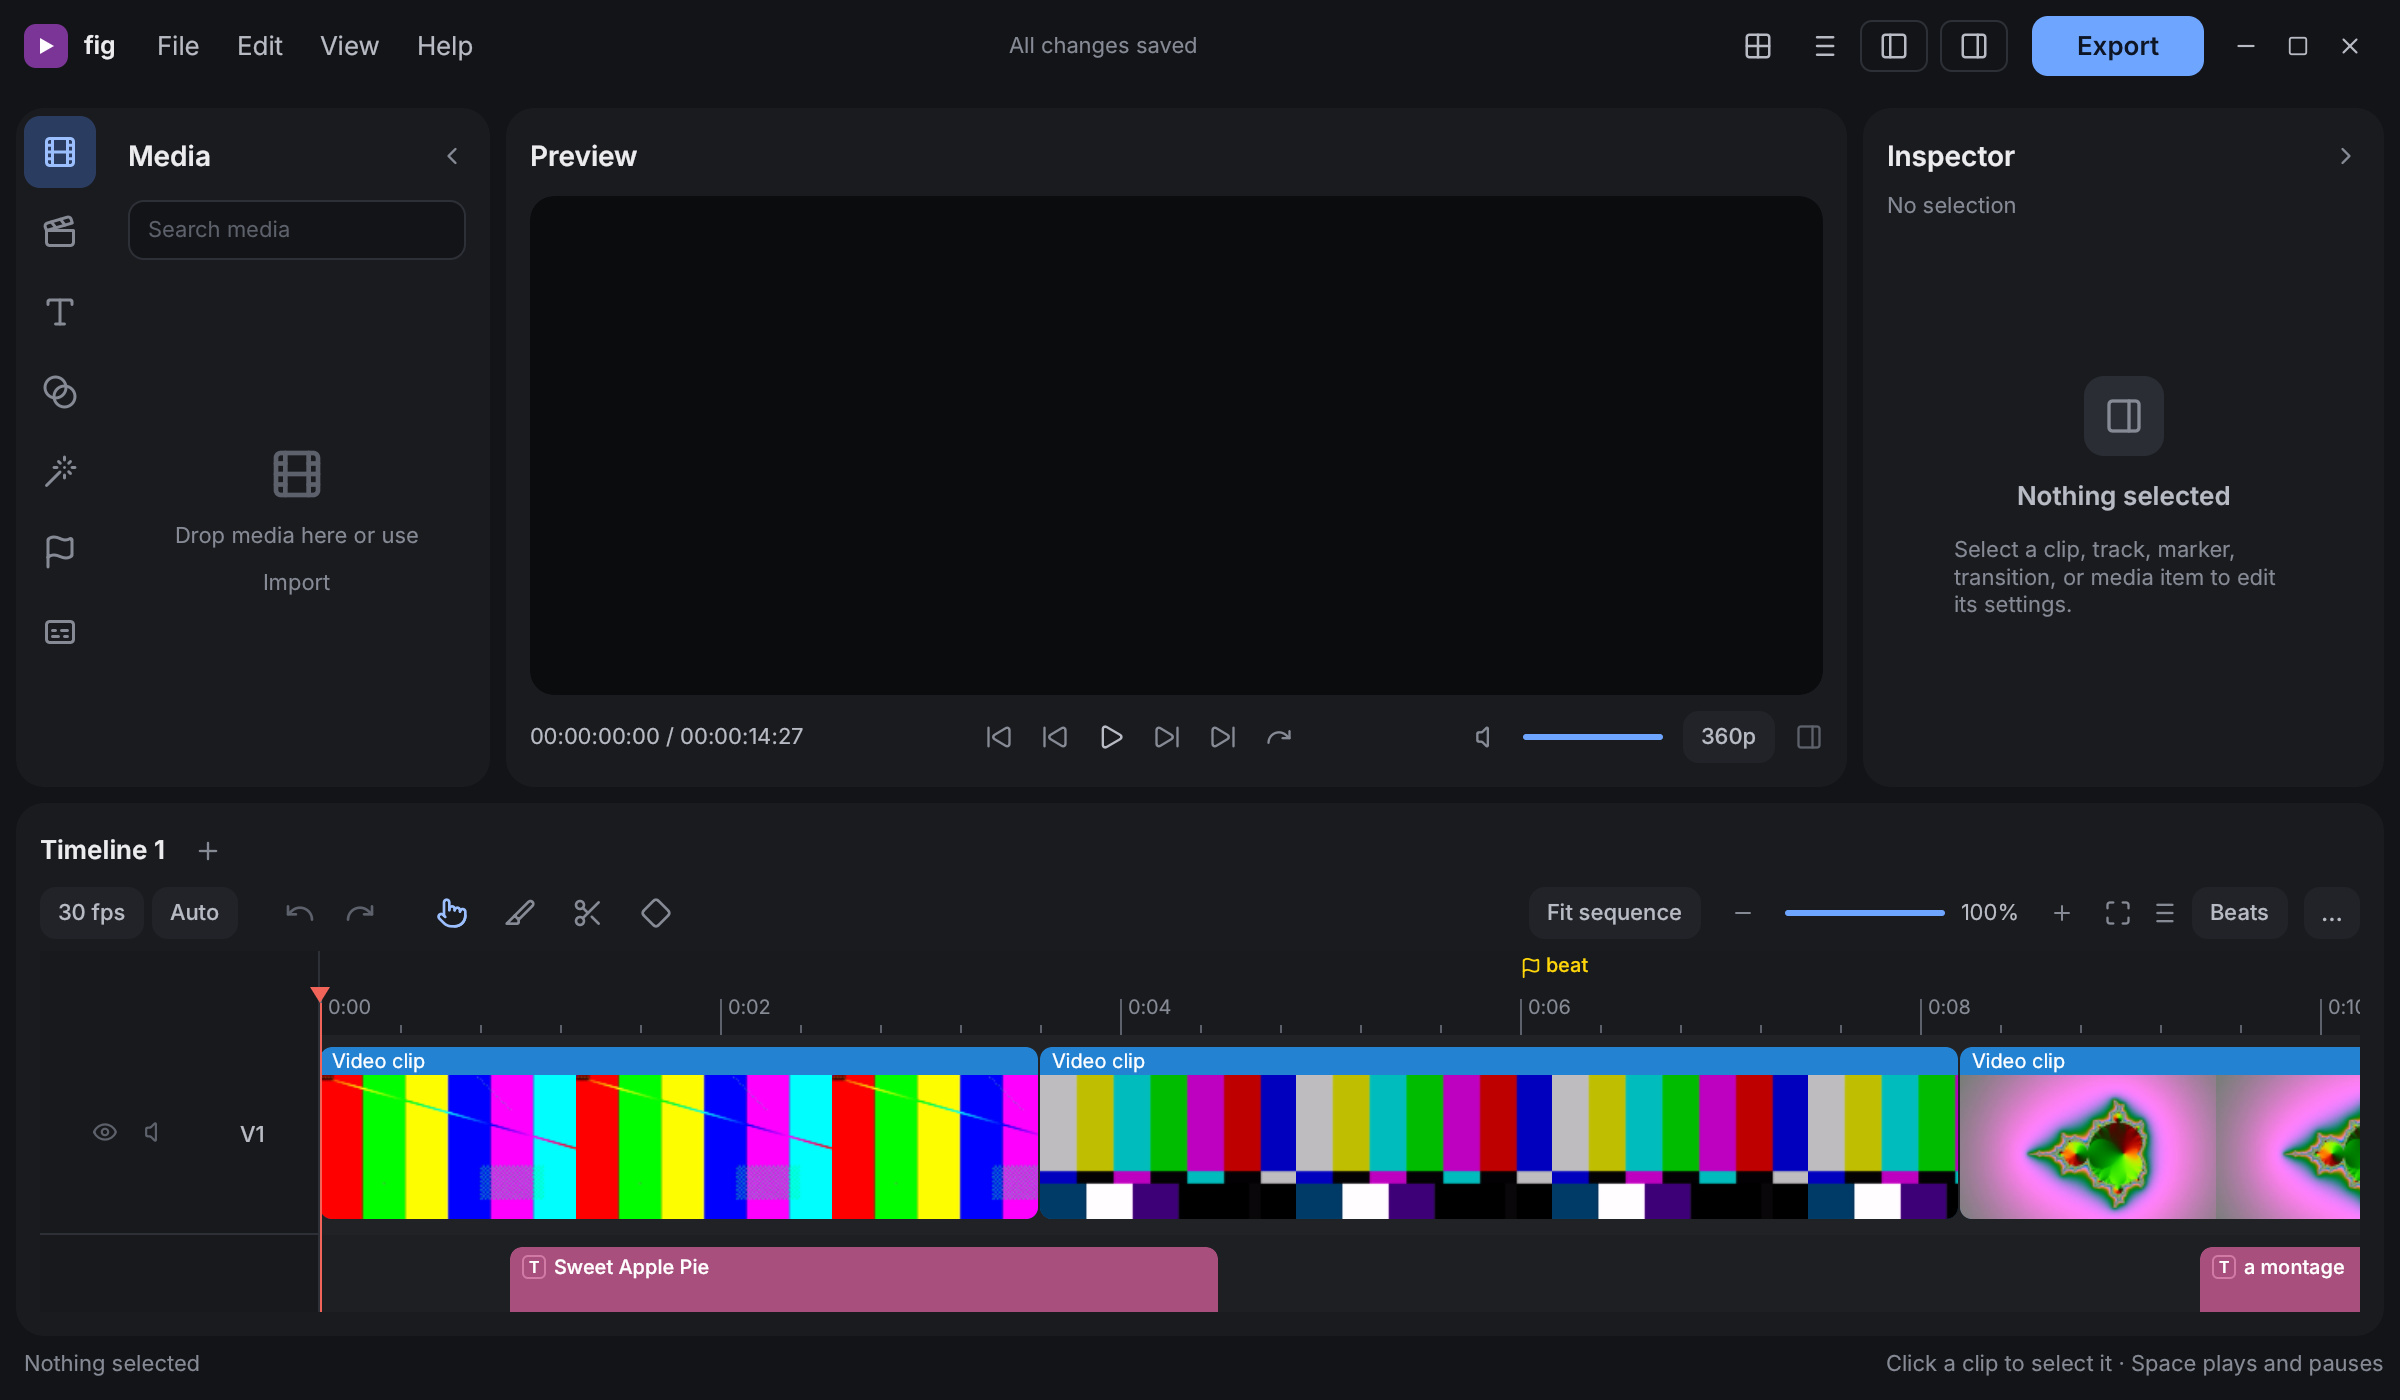 fig File Edit View Help
All changes saved
Export
Media
Search media
Drop media here or use
Import
Preview
00:00:00:00 / 00:00:14:27
360p
Inspector
No selection
Nothing selected
Select a clip, track, marker,
transition, or media item to edit
its settings.
Timeline 1
30 fps Auto
Fit sequence 100% Beats ...
beat
0:00 0:02 0:04 0:06 0:08 0:10
Video clip Video clip Video clip
V1
T Sweet Apple Pie T a montage
Nothing selected
Click a clip to select it · Space plays and pauses